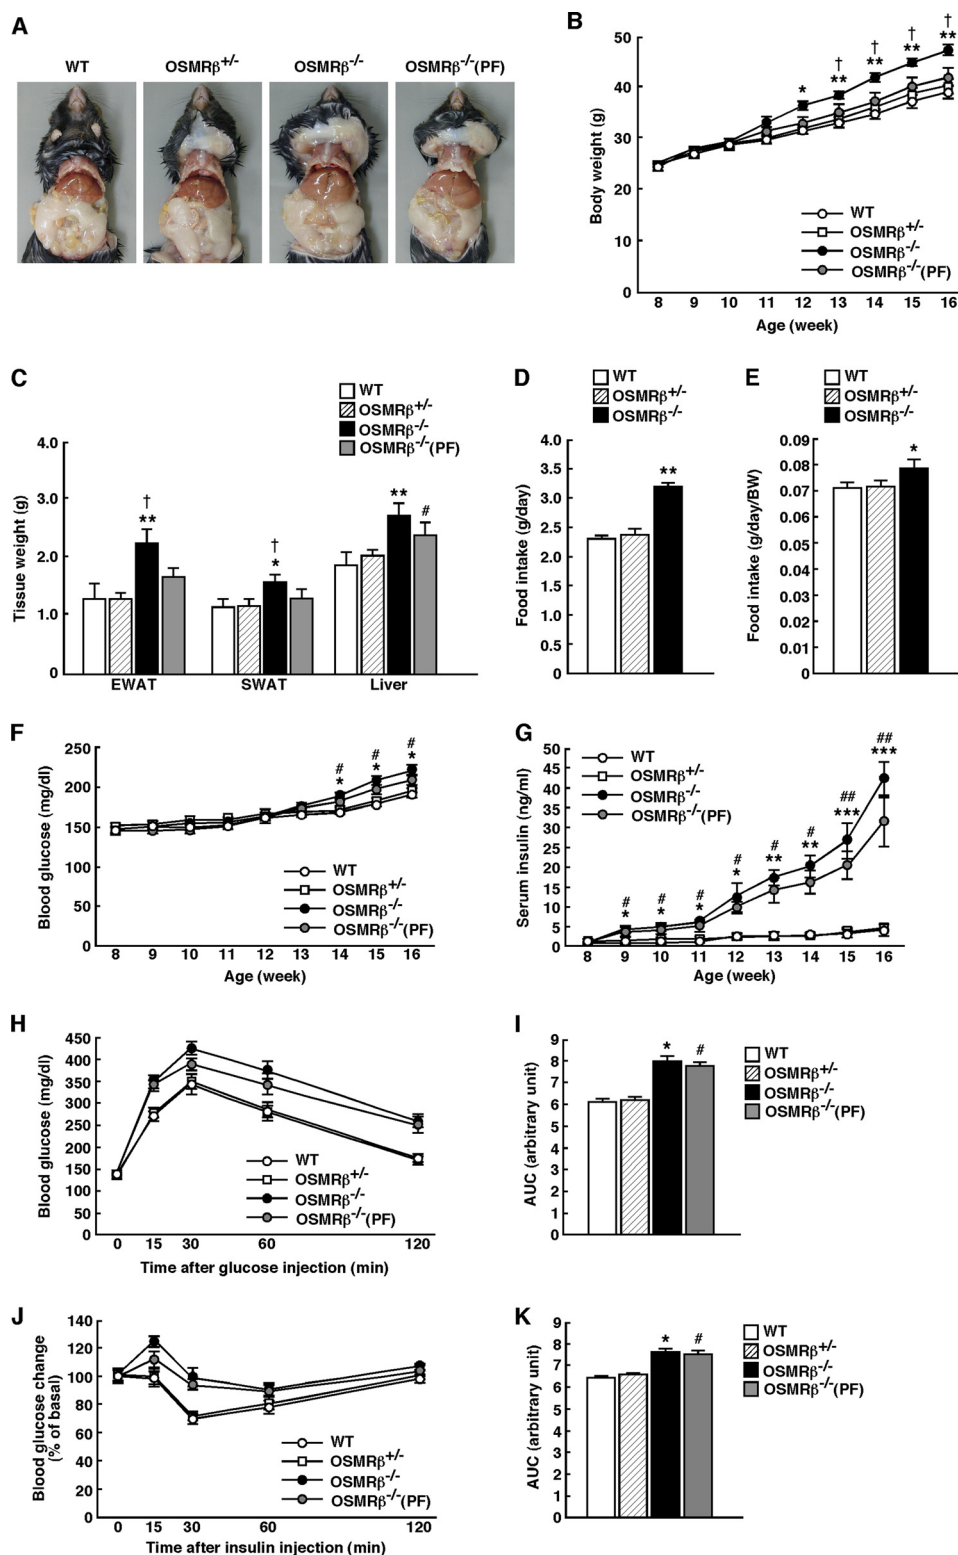 A
WT
OSMRβ+/-
OSMRβ-/-
OSMRβ-/-(PF)
B
Body weight (g)
50
40
30
20
10
0
†
†
†
†
*
**
**
**
**
WT
OSMRβ+/-
OSMRβ-/-
OSMRβ-/-(PF)
8 9 10 11 12 13 14 15 16
Age (week)
C
WT
OSMRβ+/-
OSMRβ-/-
OSMRβ-/-(PF)
Tissue weight (g)
4.0
3.0
2.0
1.0
0
†
**
†
*
**
#
EWAT SWAT Liver
D
WT
OSMRβ+/-
OSMRβ-/-
Food intake (g/day)
4.0
3.5
3.0
2.5
2.0
1.5
1.0
0.5
0
**
E
WT
OSMRβ+/-
OSMRβ-/-
Food intake (g/day/BW)
0.09
0.08
0.07
0.06
0.05
0.04
0.03
0.02
0.01
0
*
F
Blood glucose (mg/dl)
250
200
150
100
50
0
# # #
* * *
WT
OSMRβ+/-
OSMRβ-/-
OSMRβ-/-(PF)
8 9 10 11 12 13 14 15 16
Age (week)
G
Serum insulin (ng/ml)
50
45
40
35
30
25
20
15
10
5
0
WT
OSMRβ+/-
OSMRβ-/-
OSMRβ-/-(PF)
# # # # # # ## ##
* * * * ** ** *** ***
8 9 10 11 12 13 14 15 16
Age (week)
H
Blood glucose (mg/dl)
450
400
350
300
250
200
150
100
50
0
WT
OSMRβ+/-
OSMRβ-/-
OSMRβ-/-(PF)
0 15 30 60 120
Time after glucose injection (min)
I
AUC (arbitrary unit)
9
8
7
6
5
4
3
2
1
0
* #
WT
OSMRβ+/-
OSMRβ-/-
OSMRβ-/-(PF)
J
Blood glucose change
(% of basal)
140
120
100
80
60
40
20
0
WT
OSMRβ+/-
OSMRβ-/-
OSMRβ-/-(PF)
0 15 30 60 120
Time after insulin injection (min)
K
AUC (arbitrary unit)
9
8
7
6
5
4
3
2
1
0
* #
WT
OSMRβ+/-
OSMRβ-/-
OSMRβ-/-(PF)